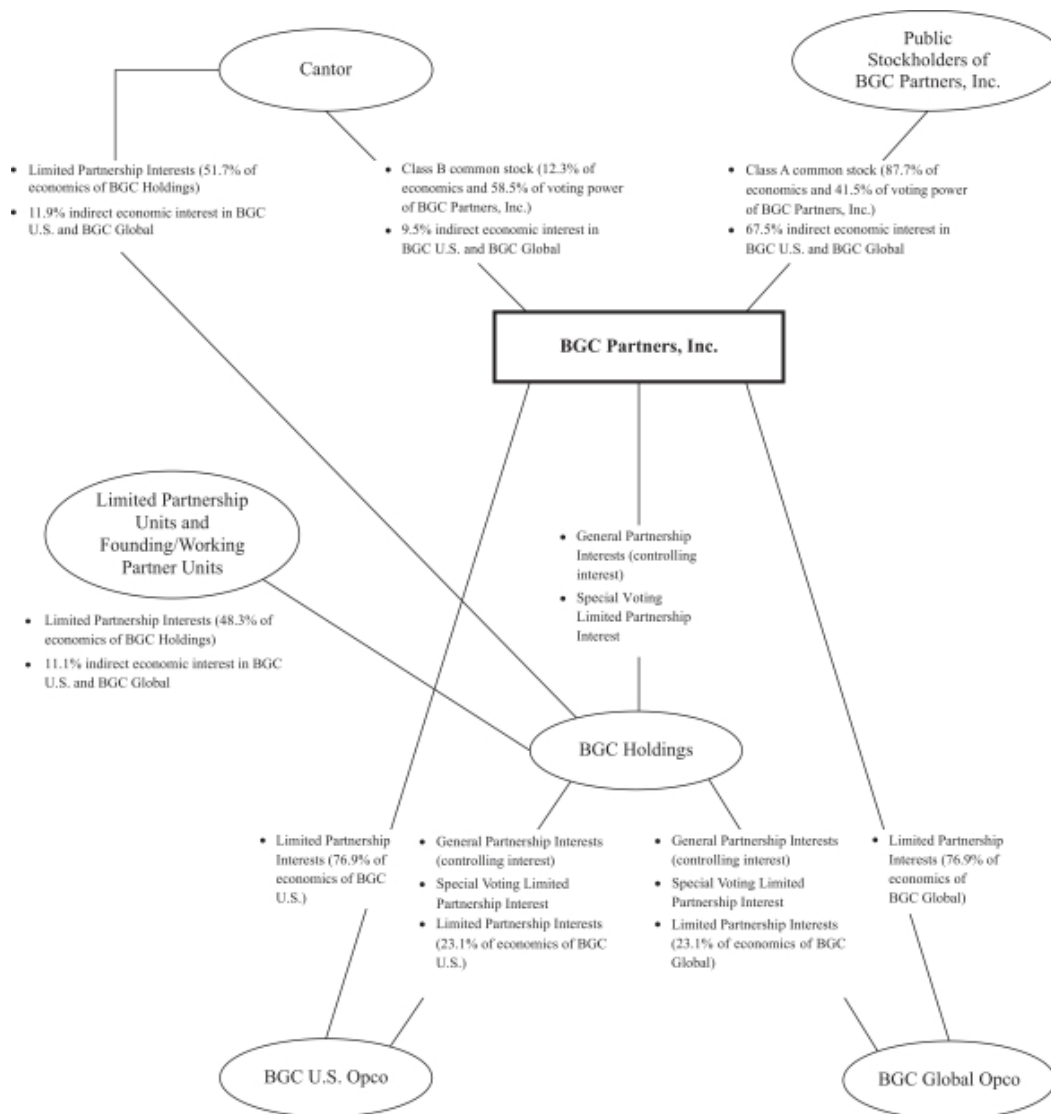 Cantor
Public
Stockholders of
BGC Partners, Inc.
• Limited Partnership Interests (51.7% of
economics of BGC Holdings)
• 11.9% indirect economic interest in BGC
U.S. and BGC Global
• Class B common stock (12.3% of
economics and 58.5% of voting power
of BGC Partners, Inc.)
• 9.5% indirect economic interest in
BGC U.S. and BGC Global
• Class A common stock (87.7% of
economics and 41.5% of voting power
of BGC Partners, Inc.)
• 67.5% indirect economic interest in
BGC U.S. and BGC Global
BGC Partners, Inc.
Limited Partnership
Units and
Founding/Working
Partner Units
• Limited Partnership Interests (48.3% of
economics of BGC Holdings)
• 11.1% indirect economic interest in BGC
U.S. and BGC Global
• General Partnership
Interests (controlling
interest)
• Special Voting
Limited Partnership
Interest
BGC Holdings
• Limited Partnership
Interests (76.9% of
economics of BGC
U.S.)
• General Partnership Interests
(controlling interest)
• Special Voting Limited
Partnership Interest
• Limited Partnership Interests
(23.1% of economics of BGC
U.S.)
• General Partnership Interests
(controlling interest)
• Special Voting Limited
Partnership Interest
• Limited Partnership Interests
(23.1% of economics of BGC
Global)
• Limited Partnership
Interests (76.9% of
economics of
BGC Global)
BGC U.S. Opco
BGC Global Opco